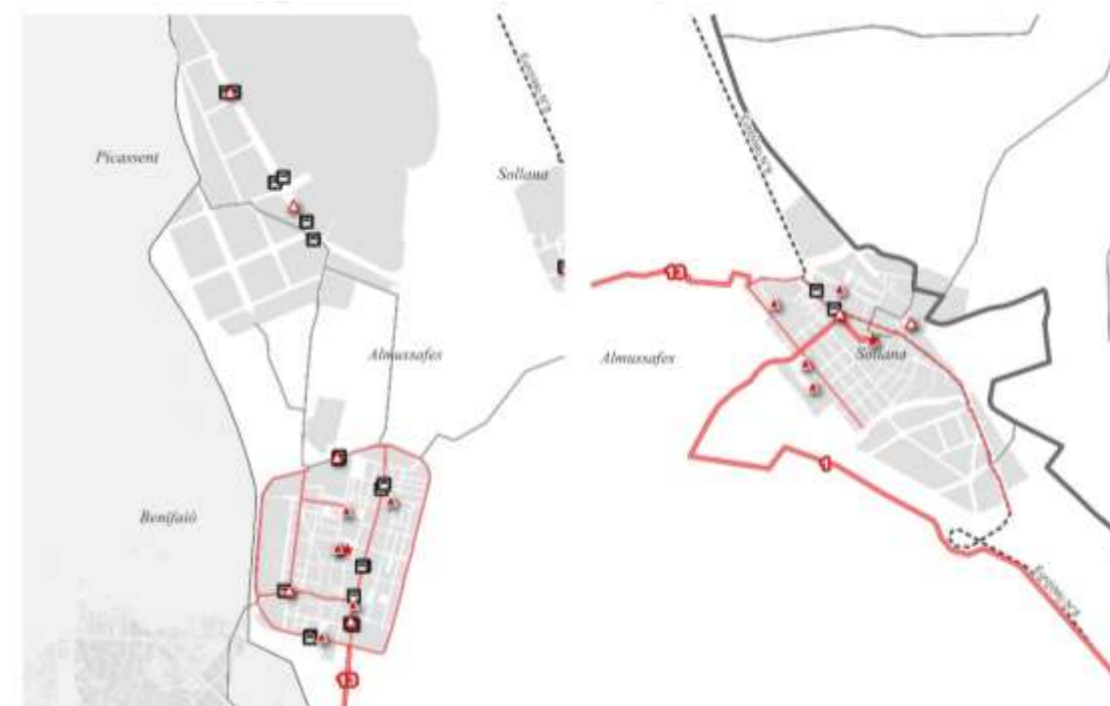 Picassent
Sollana
Almussafes
Benifaió
13
13
Almussafes
Sollana
1